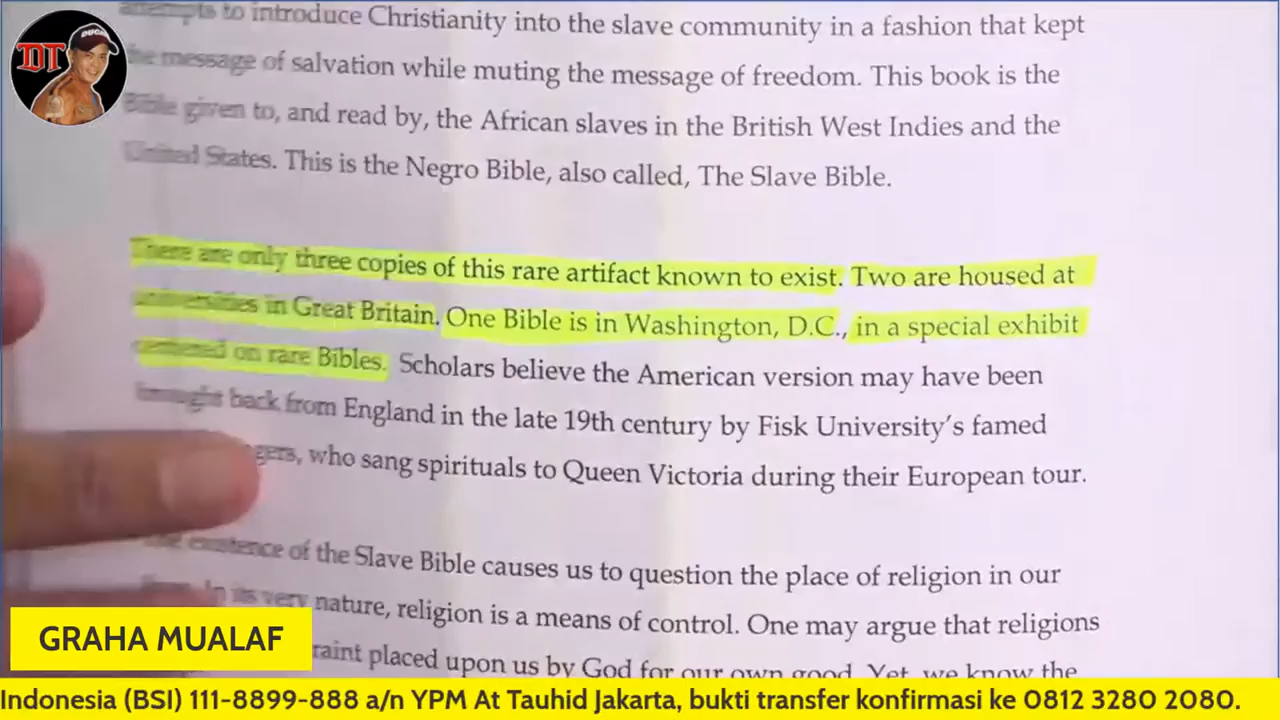 attempts to introduce Christianity into the slave community in a fashion that kept
the message of salvation while muting the message of freedom. This book is the
Bible given to, and read by, the African slaves in the British West Indies and the
United States. This is the Negro Bible, also called, The Slave Bible.
There are only three copies of this rare artifact known to exist. Two are housed at
universities in Great Britain. One Bible is in Washington, D.C., in a special exhibit
centered on rare Bibles. Scholars believe the American version may have been
brought back from England in the late 19th century by Fisk University's famed
who sang spirituals to Queen Victoria during their European tour.
existence of the Slave Bible causes us to question the place of religion in our
In its very nature, religion is a means of control. One may argue that religions
placed upon us by God for our own good. Yet, we know the
DT
GRAHA MUALAF
Indonesia (BSI) 111-8899-888 a/n YPM At Tauhid Jakarta, bukti transfer konfirmasi ke 0812 3280 2080.